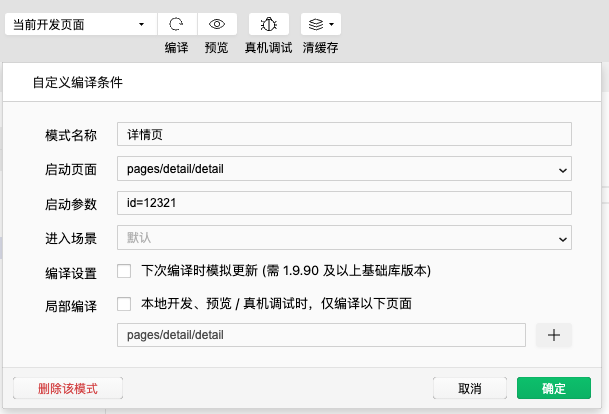 当前开发页面
编译 预览 真机调试 清缓存
自定义编译条件
模式名称 详情页
启动页面 pages/detail/detail
启动参数 id=12321
进入场景 默认
编译设置 下次编译时模拟更新 (需 1.9.90 及以上基础库版本)
局部编译 本地开发、预览 / 真机调试时，仅编译以下页面
pages/detail/detail
删除该模式 取消 确定